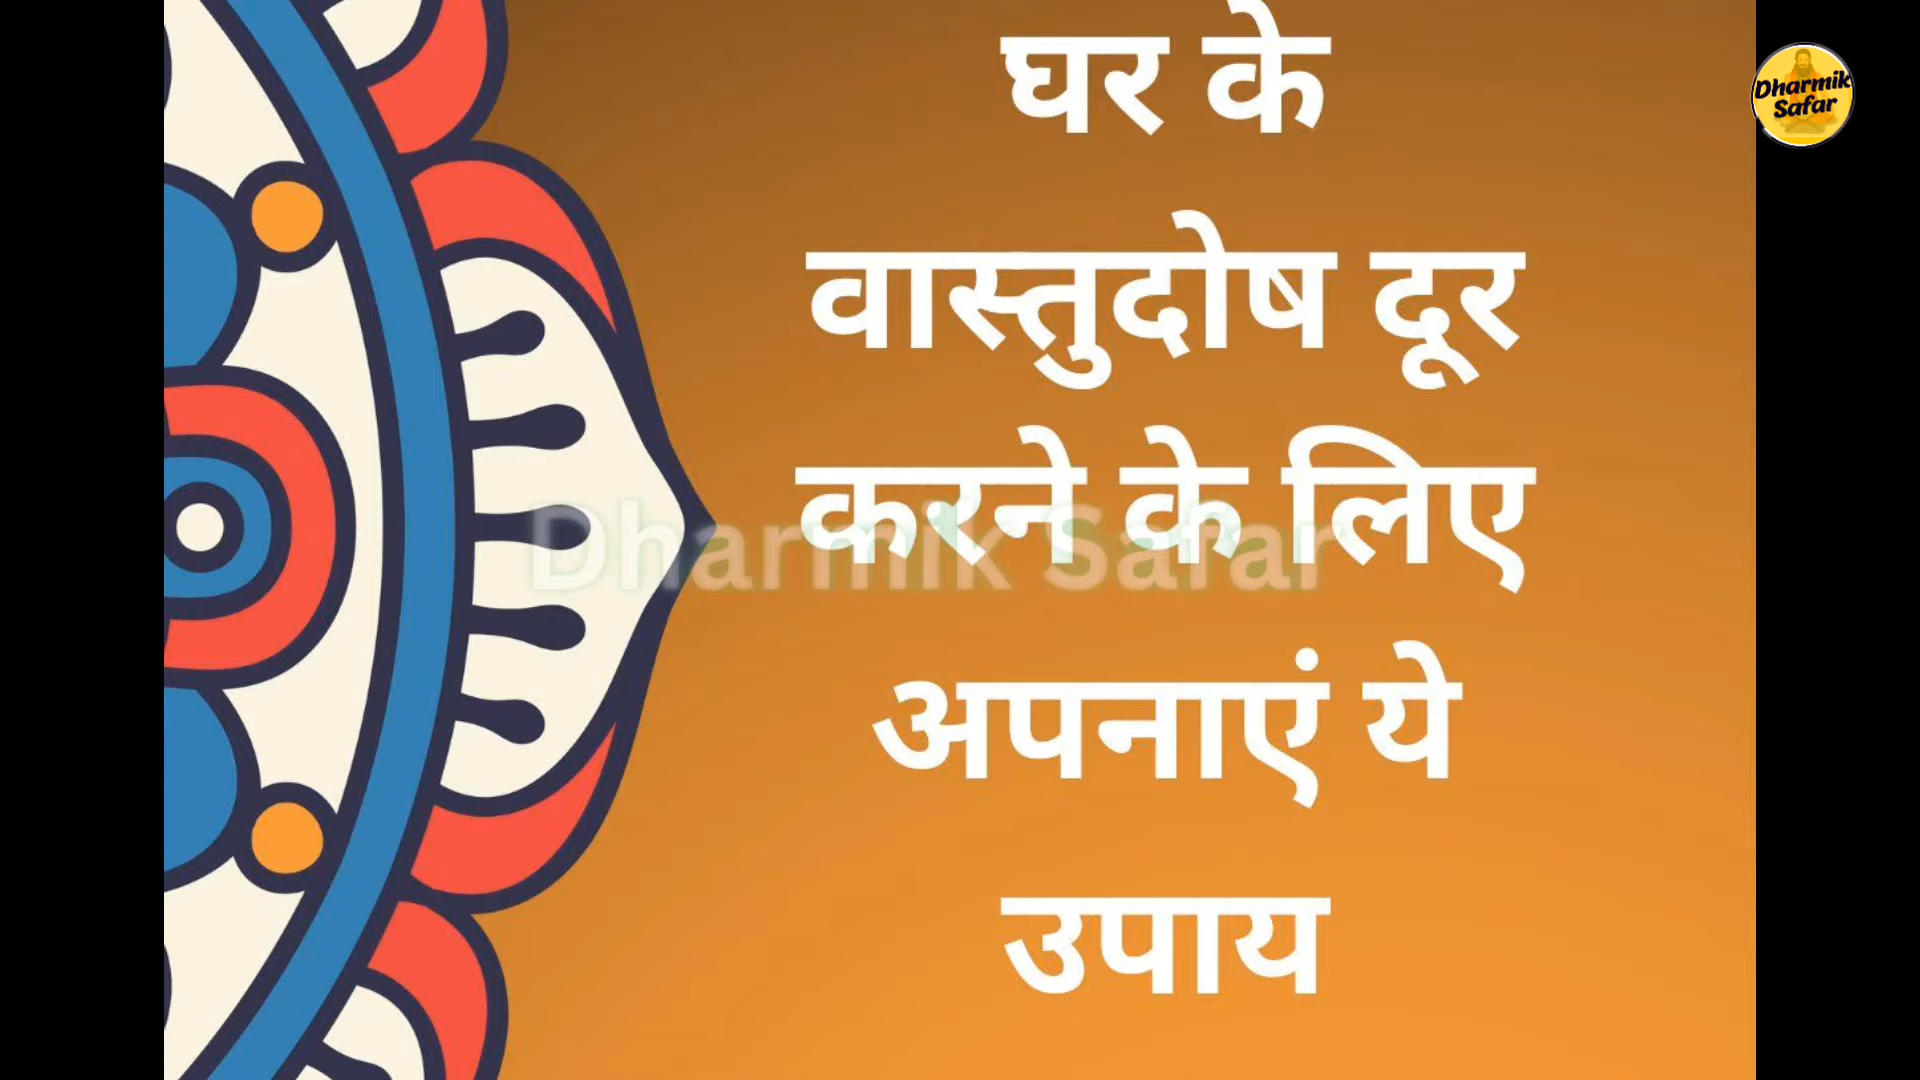 घर के
Dharmik
Safar
वास्तुदोष दूर
करने के लिए
Dharmik Safar
अपनाएं ये
उपाय